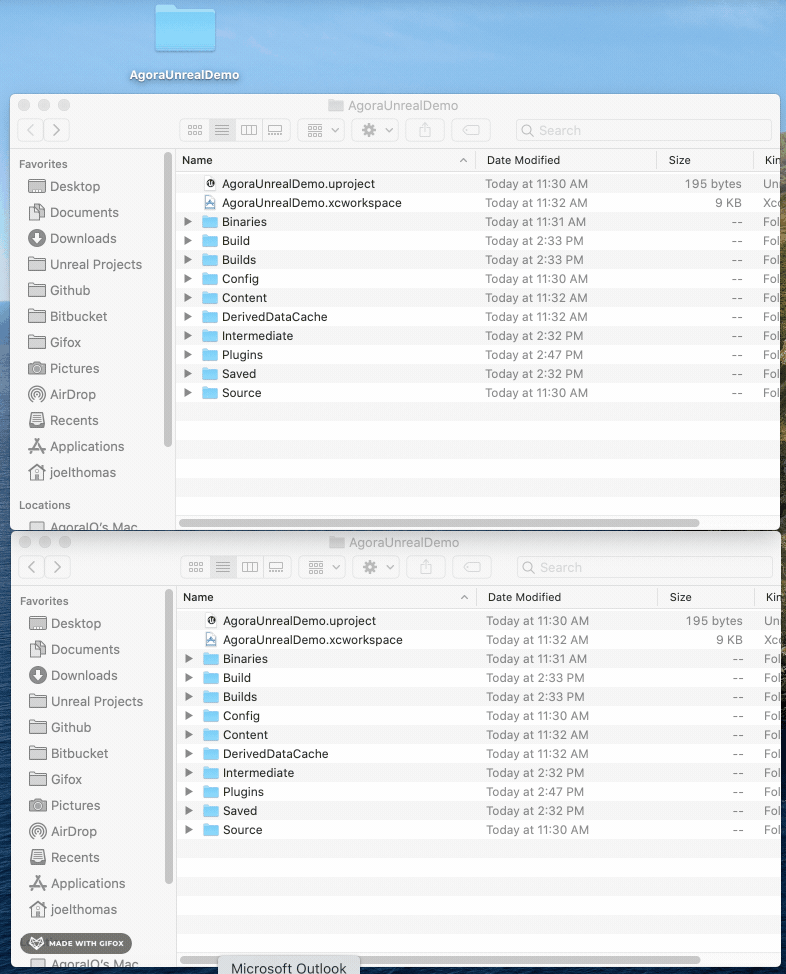 AgoraUnrealDemo
AgoraUnrealDemo
Search
Favorites
Desktop
Documents
Downloads
Unreal Projects
Github
Bitbucket
Gifox
Pictures
AirDrop
Recents
Applications
joelthomas
Locations
AgoraIO's Mac
Name Date Modified Size Kin
AgoraUnrealDemo.uproject Today at 11:30 AM 195 bytes Un
AgoraUnrealDemo.xcworkspace Today at 11:32 AM 9 KB Xco
Binaries Today at 11:31 AM -- Fol
Build Today at 2:33 PM -- Fol
Builds Today at 2:33 PM -- Fol
Config Today at 11:30 AM -- Fol
Content Today at 11:32 AM -- Fol
DerivedDataCache Today at 11:32 AM -- Fol
Intermediate Today at 2:32 PM -- Fol
Plugins Today at 2:47 PM -- Fol
Saved Today at 2:32 PM -- Fol
Source Today at 11:30 AM -- Fol
AgoraUnrealDemo
Search
Favorites
Desktop
Documents
Downloads
Unreal Projects
Github
Bitbucket
Gifox
Pictures
AirDrop
Recents
Applications
joelthomas
MADE WITH GIFOX
AgoraIO's Mac
Name Date Modified Size Kin
AgoraUnrealDemo.uproject Today at 11:30 AM 195 bytes Un
AgoraUnrealDemo.xcworkspace Today at 11:32 AM 9 KB Xco
Binaries Today at 11:31 AM -- Fol
Build Today at 2:33 PM -- Fol
Builds Today at 2:33 PM -- Fol
Config Today at 11:30 AM -- Fol
Content Today at 11:32 AM -- Fol
DerivedDataCache Today at 11:32 AM -- Fol
Intermediate Today at 2:32 PM -- Fol
Plugins Today at 2:47 PM -- Fol
Saved Today at 2:32 PM -- Fol
Source Today at 11:30 AM -- Fol
Microsoft Outlook